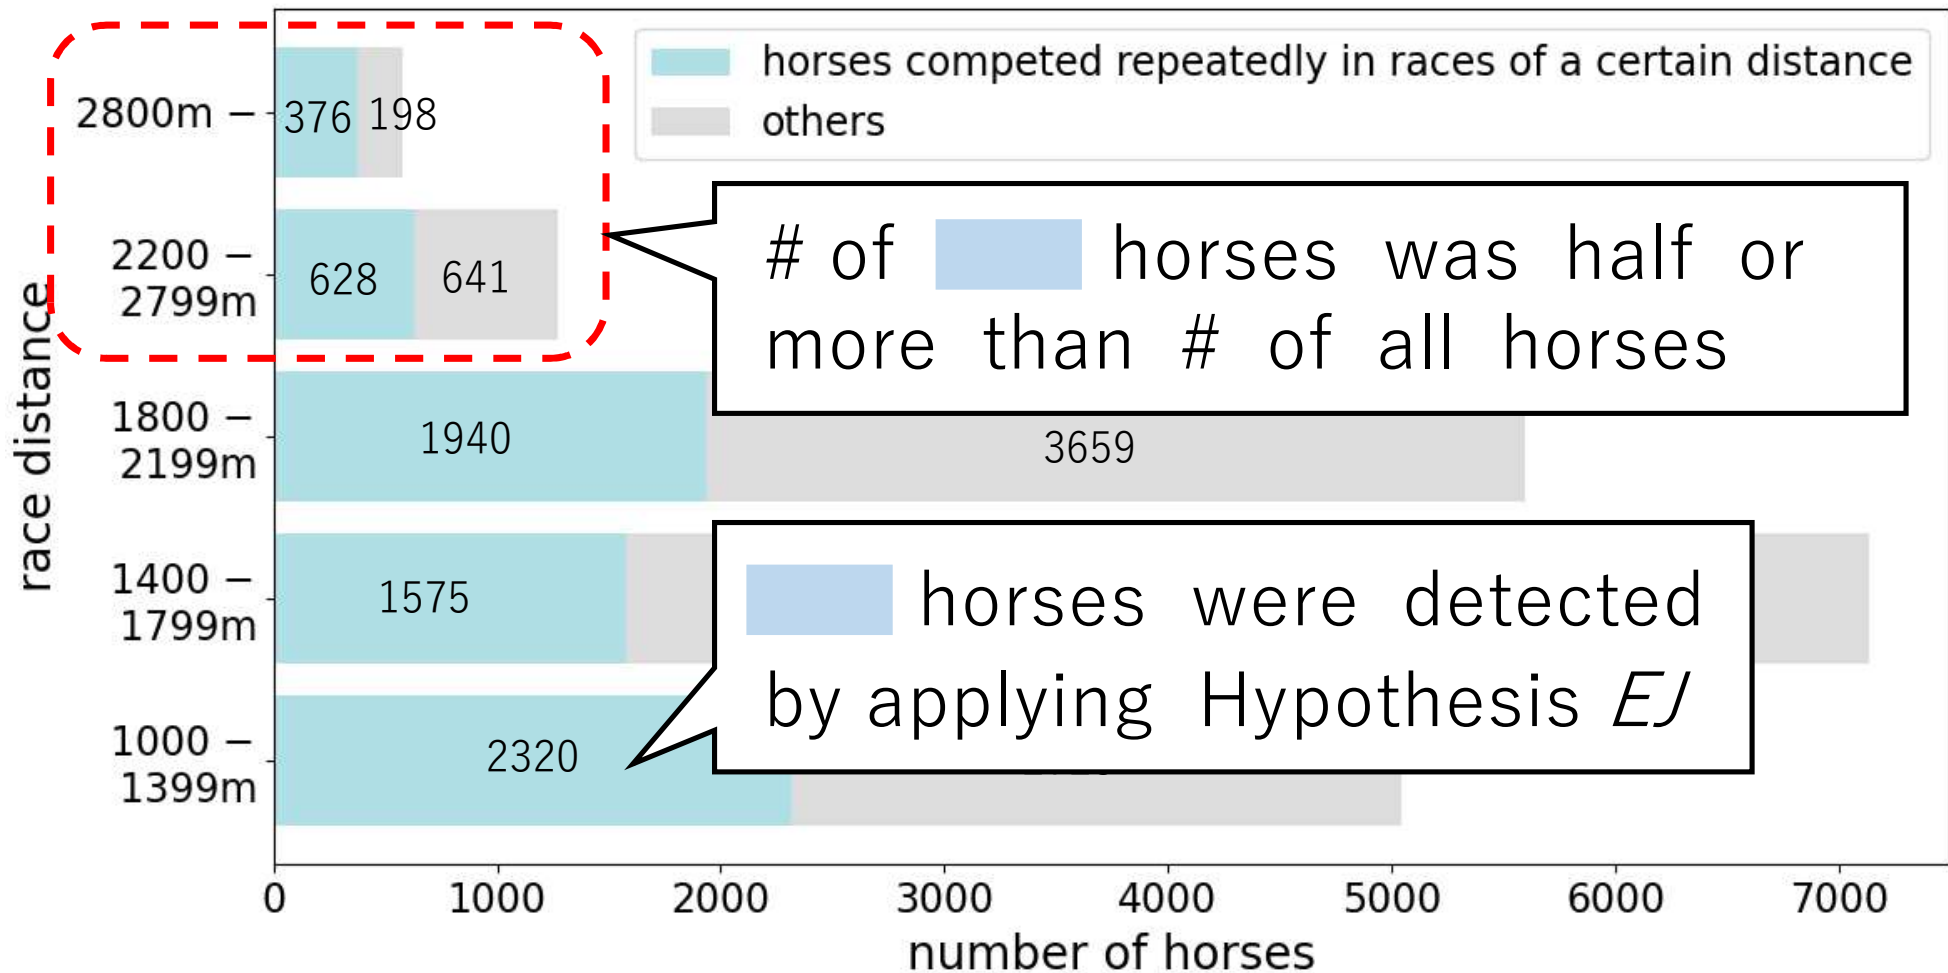 horses competed repeatedly in races of a certain distance
others
race distance
2800m –
376 198
2200 –
2799m
628 641
# of horses was half or
more than # of all horses
1800 –
2199m
1940 3659
1400 –
1799m
1575
horses were detected
by applying Hypothesis EJ
1000 –
1399m
2320
0 1000 2000 3000 4000 5000 6000 7000
number of horses